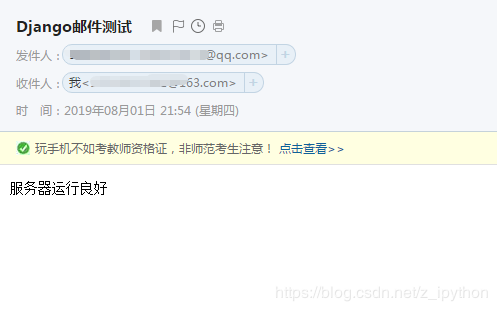 Django邮件测试
发件人：@qq.com>
收件人：我<@163.com>
时 间：2019年08月01日 21:54 (星期四)
玩手机不如考教师资格证，非师范考生注意！ 点击查看>>
服务器运行良好
https://blog.csdn.net/z_ipython